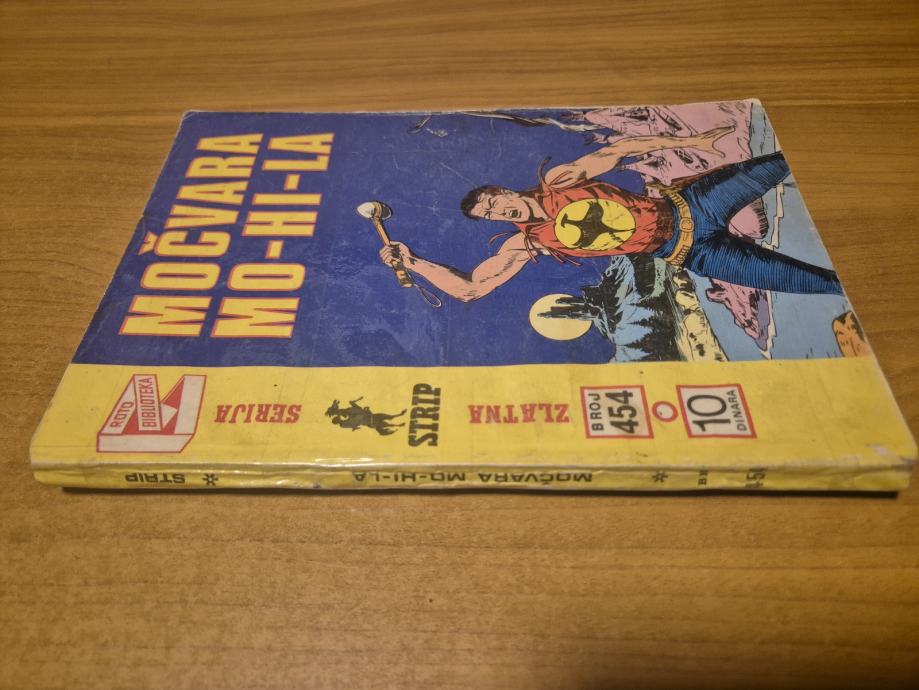 MOČVARA
MO-HI-LA
ROTO
BIBLIOTEKA
SERIJA
STRIP
ZLATNA
BROJ
454
10
DINARA
STRIP * MOČVARA MO-HI-LA *